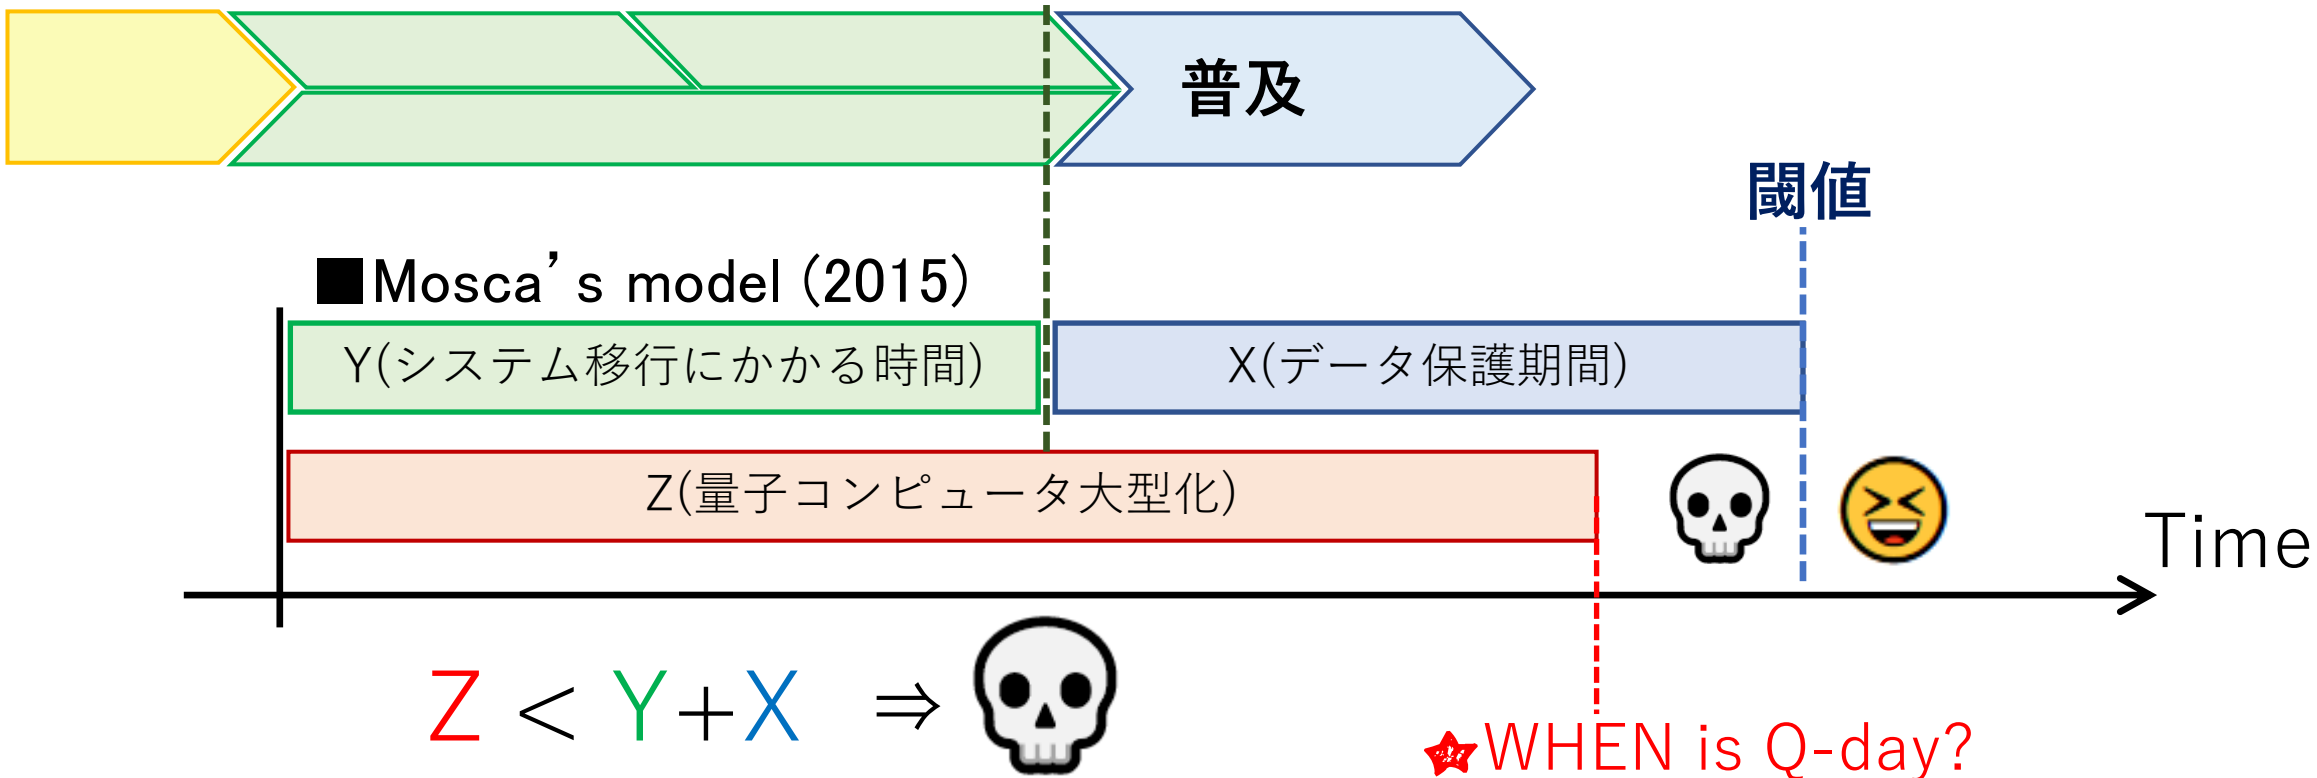 普及
閾値
■Mosca’s model (2015)
Y(システム移行にかかる時間)
X(データ保護期間)
Z(量子コンピュータ大型化)
Time
Z < Y+X ⇒
WHEN is Q-day?